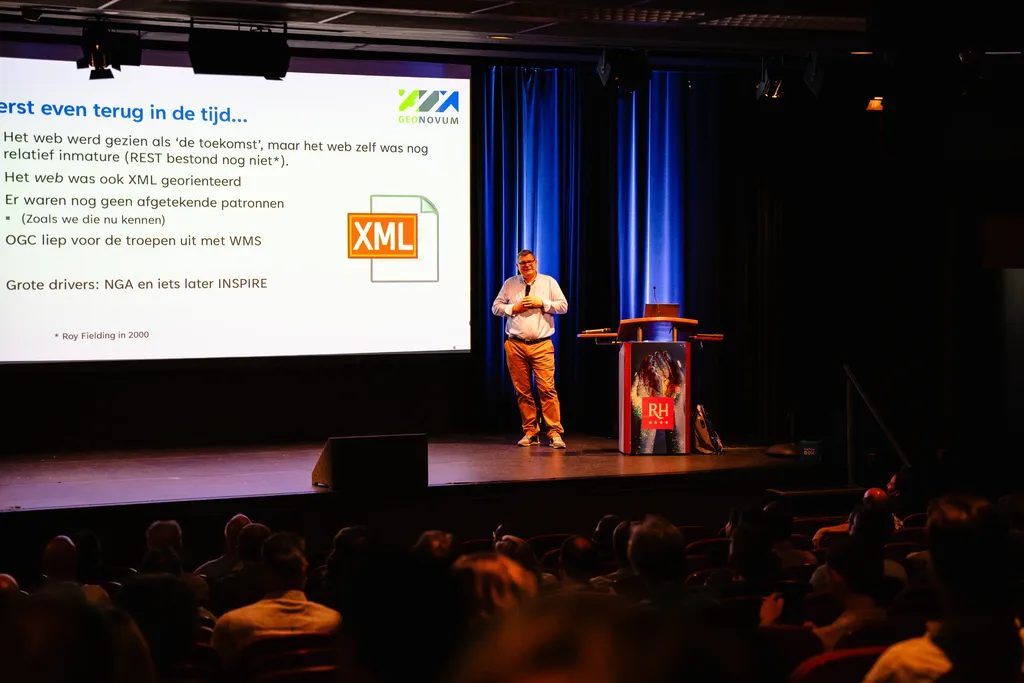 erst even terug in de tijd...
GEONOVUM
Het web werd gezien als ‘de toekomst’, maar het web zelf was nog
relatief inmature (REST bestond nog niet*).
Het web was ook XML georienteerd
Er waren nog geen afgetekende patronnen
(Zoals we die nu kennen)
OGC liep voor de troepen uit met WMS
XML
Grote drivers: NGA en iets later INSPIRE
* Roy Fielding in 2000
RH